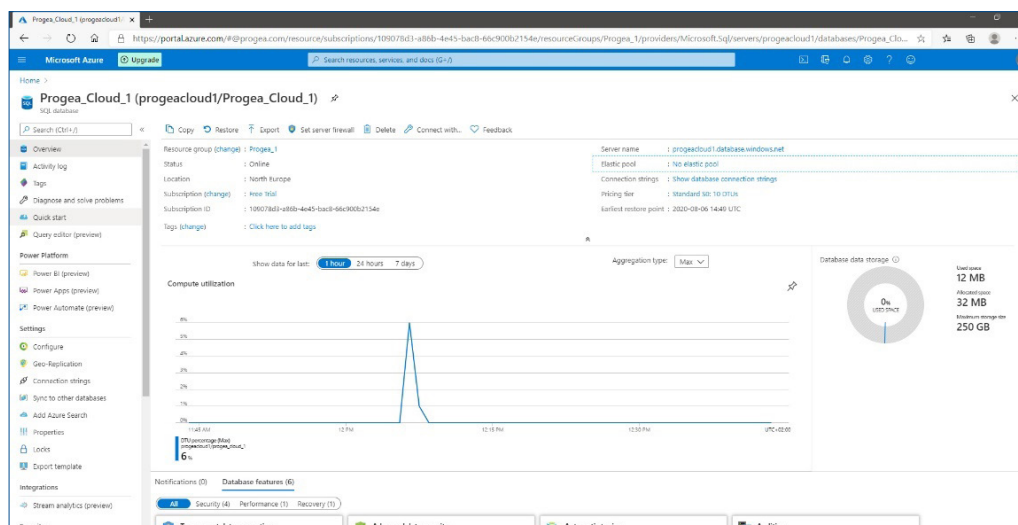 Progea_Cloud_1 (progeacloud1/
https://portal.azure.com/#@progea.com/resource/subscriptions/109078d3-a86b-4e45-bac8-66c900b2154e/resourceGroups/Progea_1/providers/Microsoft.Sql/servers/progeacloud1/databases/Progea_Clo...
Microsoft Azure Upgrade Search resources, services, and docs (G+/)
Home >
Progea_Cloud_1 (progeacloud1/Progea_Cloud_1)
SQL SQL database
Search (Ctrl+/) Copy Restore Export Set server firewall Delete Connect with... Feedback
Overview
Activity log
Tags
Diagnose and solve problems
Quick start
Query editor (preview)
Power Platform
Power BI (preview)
Power Apps (preview)
Power Automate (preview)
Settings
Configure
Geo-Replication
Connection strings
Sync to other databases
Add Azure Search
Properties
Locks
Export template
Integrations
Stream analytics (preview)
Resource group (change) : Progea_1
Status : Online
Location : North Europe
Subscription (change) : Free Trial
Subscription ID : 109078d3-a86b-4e45-bac8-66c900b2154e
Tags (change) : Click here to add tags
Server name : progeacloud1.database.windows.net
Elastic pool : No elastic pool
Connection strings : Show database connection strings
Pricing tier : Standard S0: 10 DTUs
Earliest restore point : 2020-08-06 14:49 UTC
Show data for last: 1 hour 24 hours 7 days
Aggregation type: Max
Compute utilization
6%
5%
4%
3%
2%
1%
0%
11:45 AM 12 PM 12:15 PM 12:30 PM UTC+02:00
DTU percentage (Max)
progeacloud1/progea_cloud_1
6 %
Database data storage
0%
USED SPACE
Used space
12 MB
Allocated space
32 MB
Maximum storage size
250 GB
Notifications (0) Database features (6)
All Security (4) Performance (1) Recovery (1)